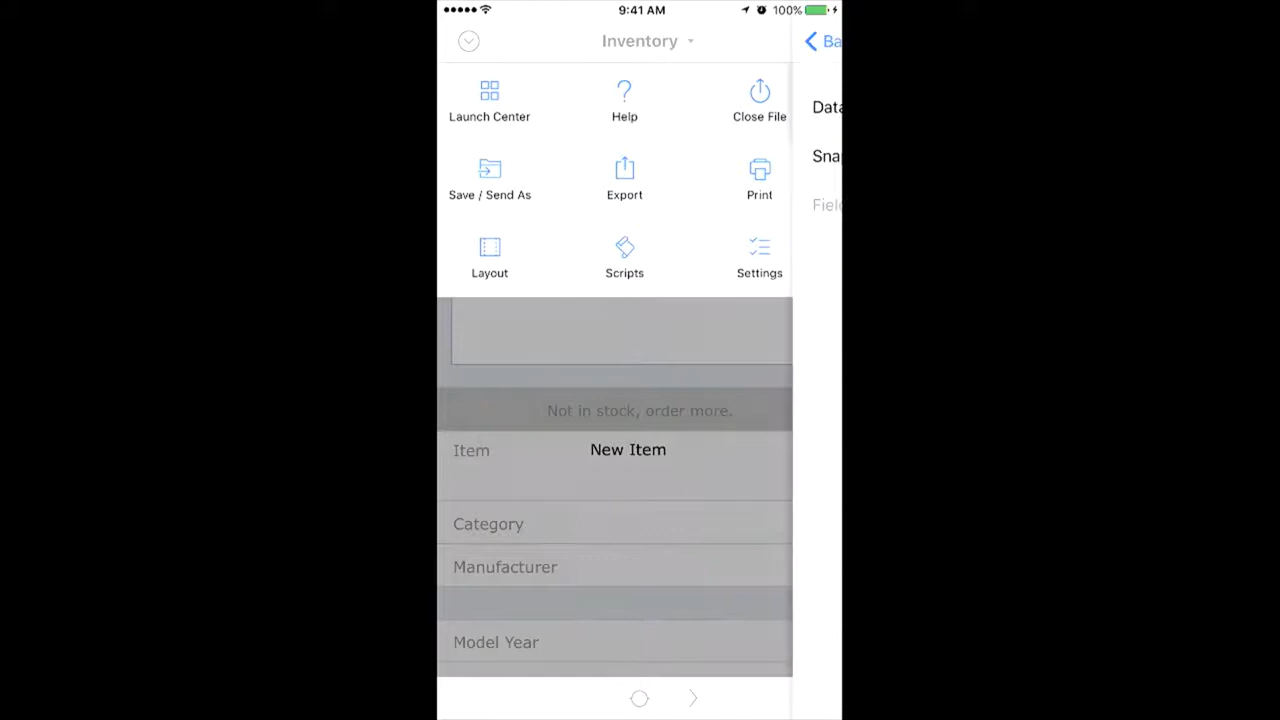 9:41 AM 100%
Inventory
Launch Center Help Close File
Save / Send As Export Print
Layout Scripts Settings
Ba
Data
Sna
Field
Not in stock, order more.
Item New Item
Category
Manufacturer
Model Year